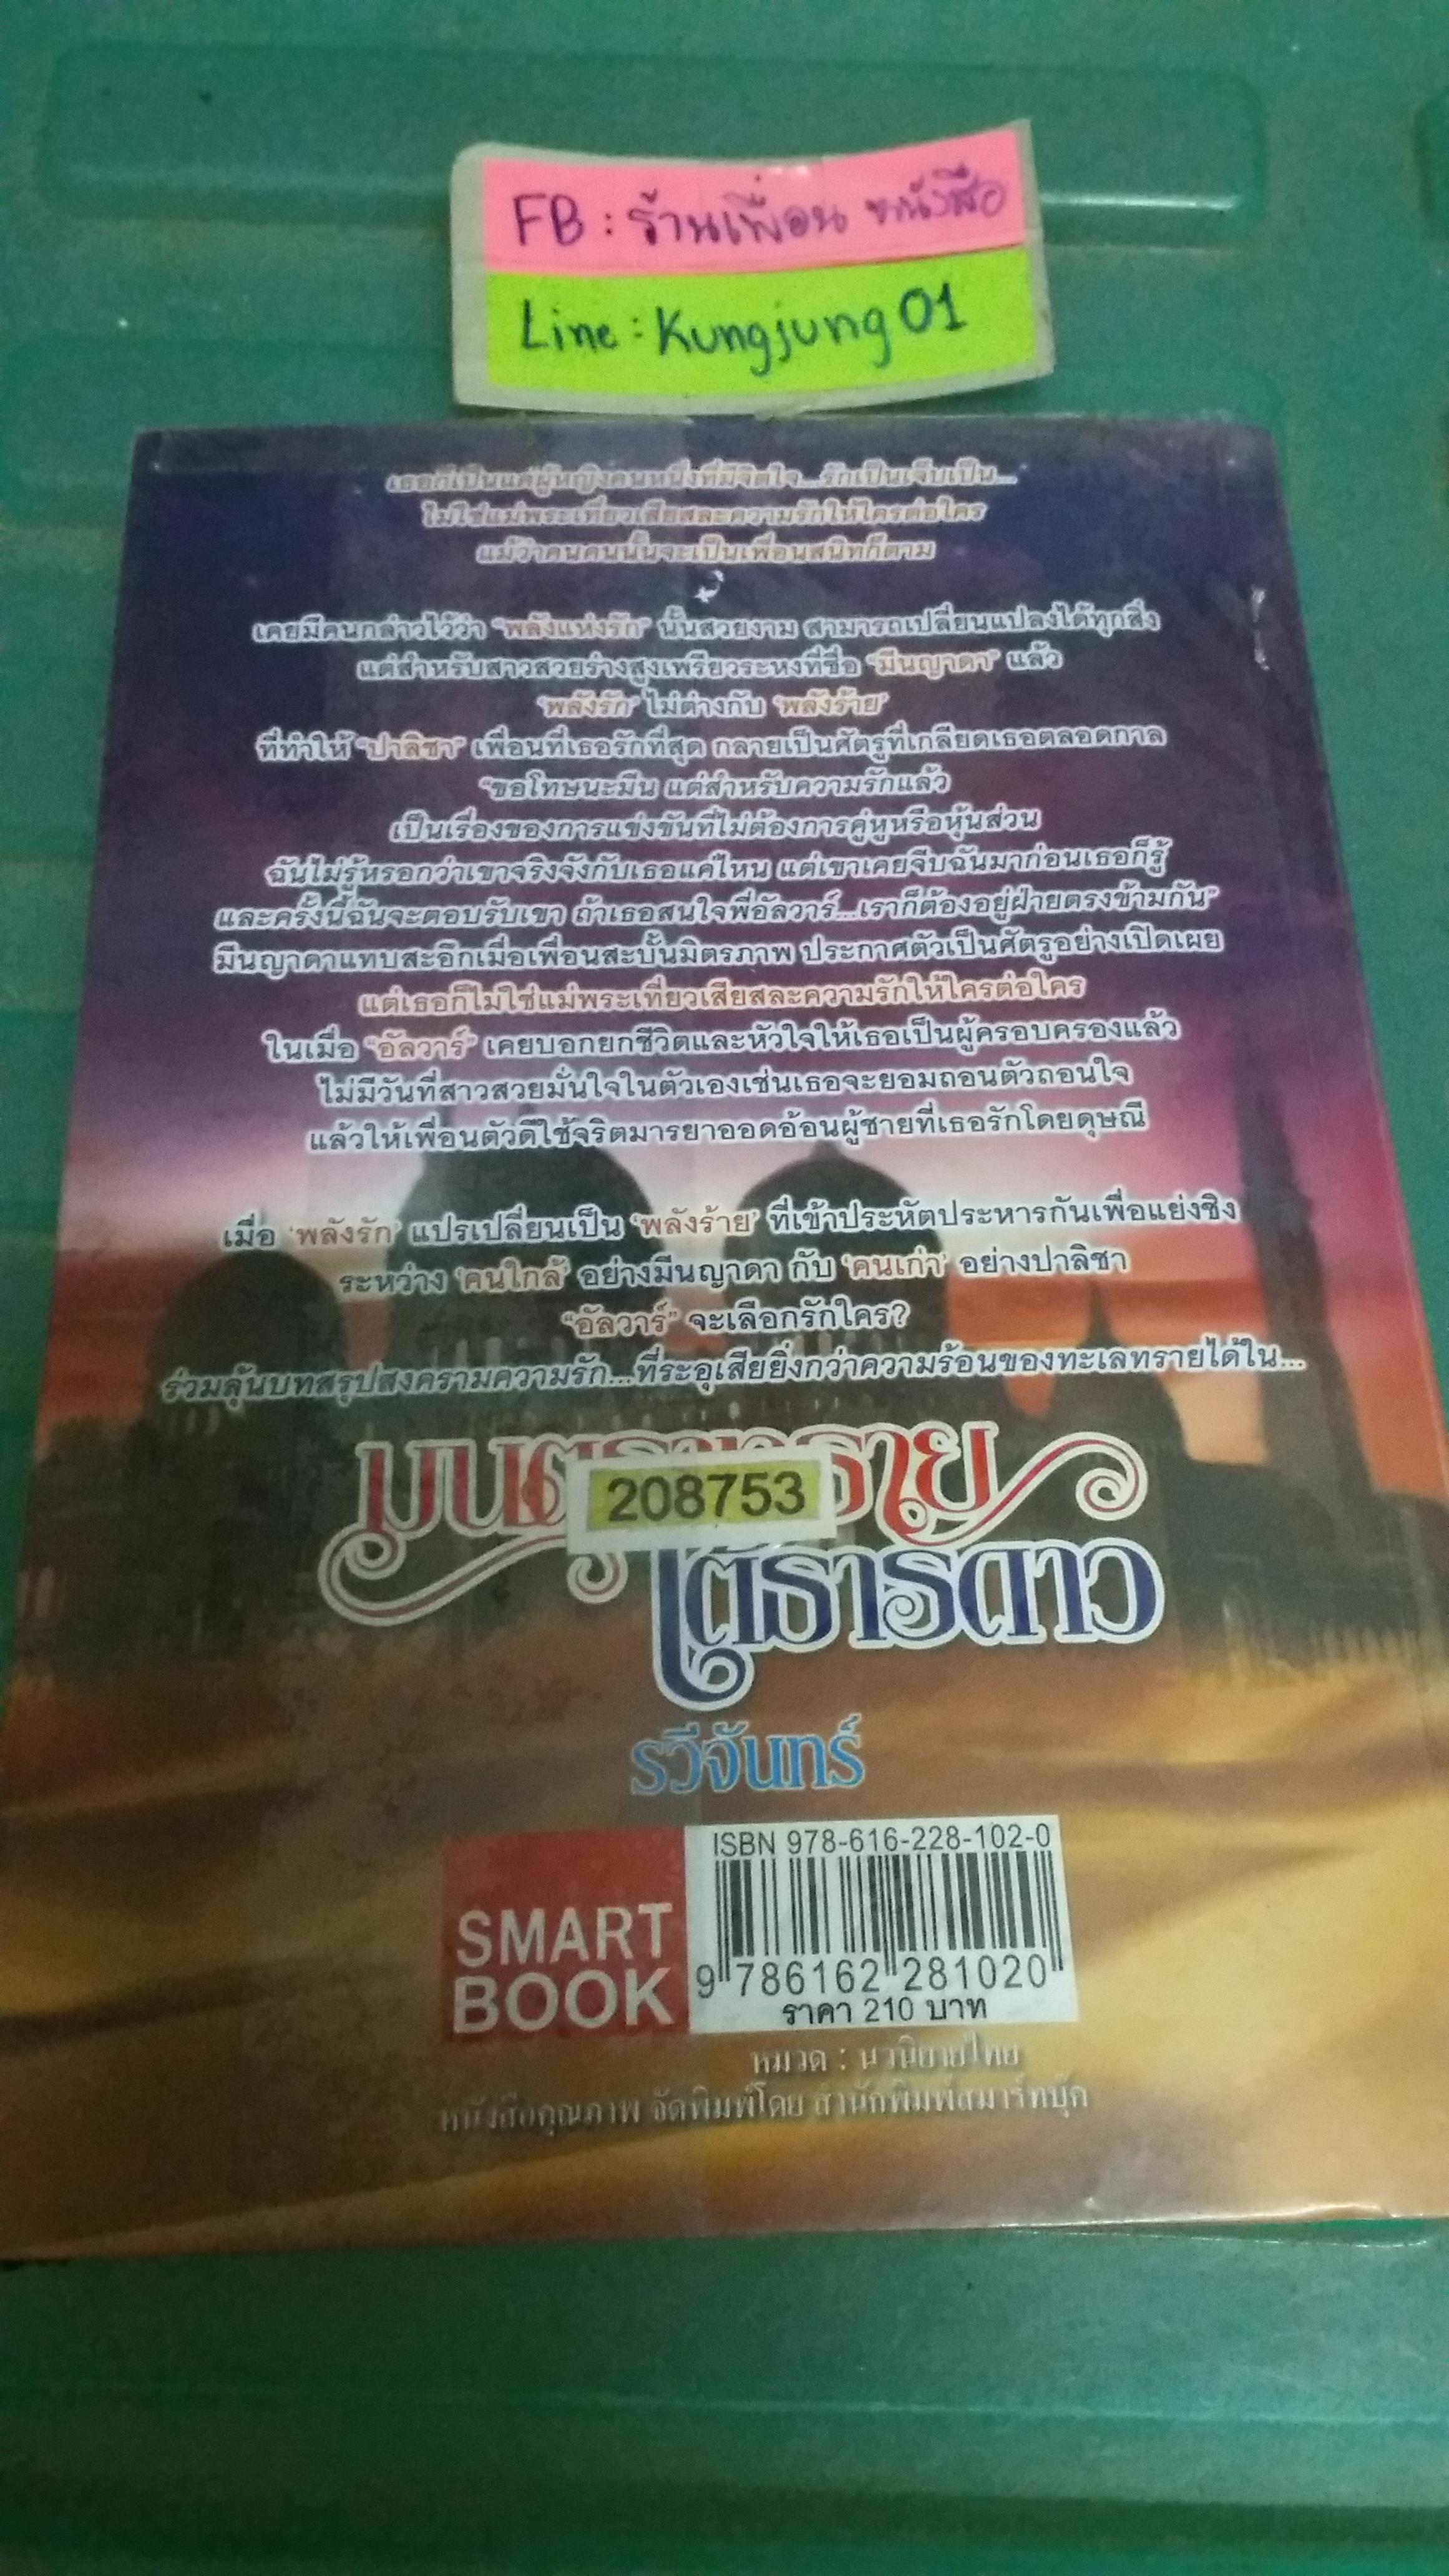 FB : ร้านเพื่อน หนังสือ
Line : Kungjung 01
เธอก็เป็นแค่ผู้หญิงคนหนึ่งที่มีจิตใจ...รักเป็นเจ็บเป็น...
ไม่ใช่แม่พระเที่ยวเสียสละความรักให้ใครต่อใคร
แม้ว่าคนคนนั้นจะเป็นเพื่อนสนิทก็ตาม
เคยมีคนกล่าวไว้ว่า "พลังแห่งรัก" นั้นสวยงาม สามารถเปลี่ยนแปลงได้ทุกสิ่ง
แต่สำหรับสาวสวยร่างสูงเพรียวระหงที่ชื่อ "มีนญาดา" แล้ว
'พลังรัก' ไม่ต่างกับ 'พลังร้าย'
ที่ทำให้ "ปาลิชา" เพื่อนที่เธอรักที่สุด กลายเป็นศัตรูที่เกลียดเธอตลอดกาล
"ขอโทษนะมีน แต่สำหรับความรักแล้ว
เป็นเรื่องของการแข่งขันที่ไม่ต้องการคู่หูหรือหุ้นส่วน
ฉันไม่รู้หรอกว่าเขาจริงจังกับเธอแค่ไหน แต่เขาเคยจีบฉันมาก่อนเธอก็รู้
และครั้งนี้ฉันจะตอบรับเขา ถ้าเธอสนใจพี่อัลวาร์...เราก็ต้องอยู่ฝ่ายตรงข้ามกัน"
มีนญาดาแทบสะอึกเมื่อเพื่อนสะบั้นมิตรภาพ ประกาศตัวเป็นศัตรูอย่างเปิดเผย
แต่เธอก็ไม่ใช่แม่พระเที่ยวเสียสละความรักให้ใครต่อใคร
ในเมื่อ "อัลวาร์" เคยบอกยกชีวิตและหัวใจให้เธอเป็นผู้ครอบครองแล้ว
ไม่มีวันที่สาวสวยมั่นใจในตัวเองเช่นเธอจะยอมถอนตัวถอนใจ
แล้วให้เพื่อนตัวดีใช้จริตมารยาออดอ้อนผู้ชายที่เธอรักโดยดุษณี
เมื่อ 'พลังรัก' แปรเปลี่ยนเป็น 'พลังร้าย' ที่เข้าประหัตประหารกันเพื่อแย่งชิง
ระหว่าง 'คนใกล้' อย่างมีนญาดา กับ 'คนเก่า' อย่างปาลิชา
"อัลวาร์" จะเลือกรักใคร?
ร่วมลุ้นบทสรุปสงครามความรัก...ที่ระอุเสียยิ่งกว่าความร้อนของทะเลทรายได้ใน...
208753
ใต้ธารดาว
รวีจันทร์
ISBN 978-616-228-102-0
SMART
BOOK
9 786162 281020
ราคา 210 บาท
หมวด : นวนิยายไทย
หนังสือคุณภาพ จัดพิมพ์โดย สำนักพิมพ์สมาร์ทบุ๊ค